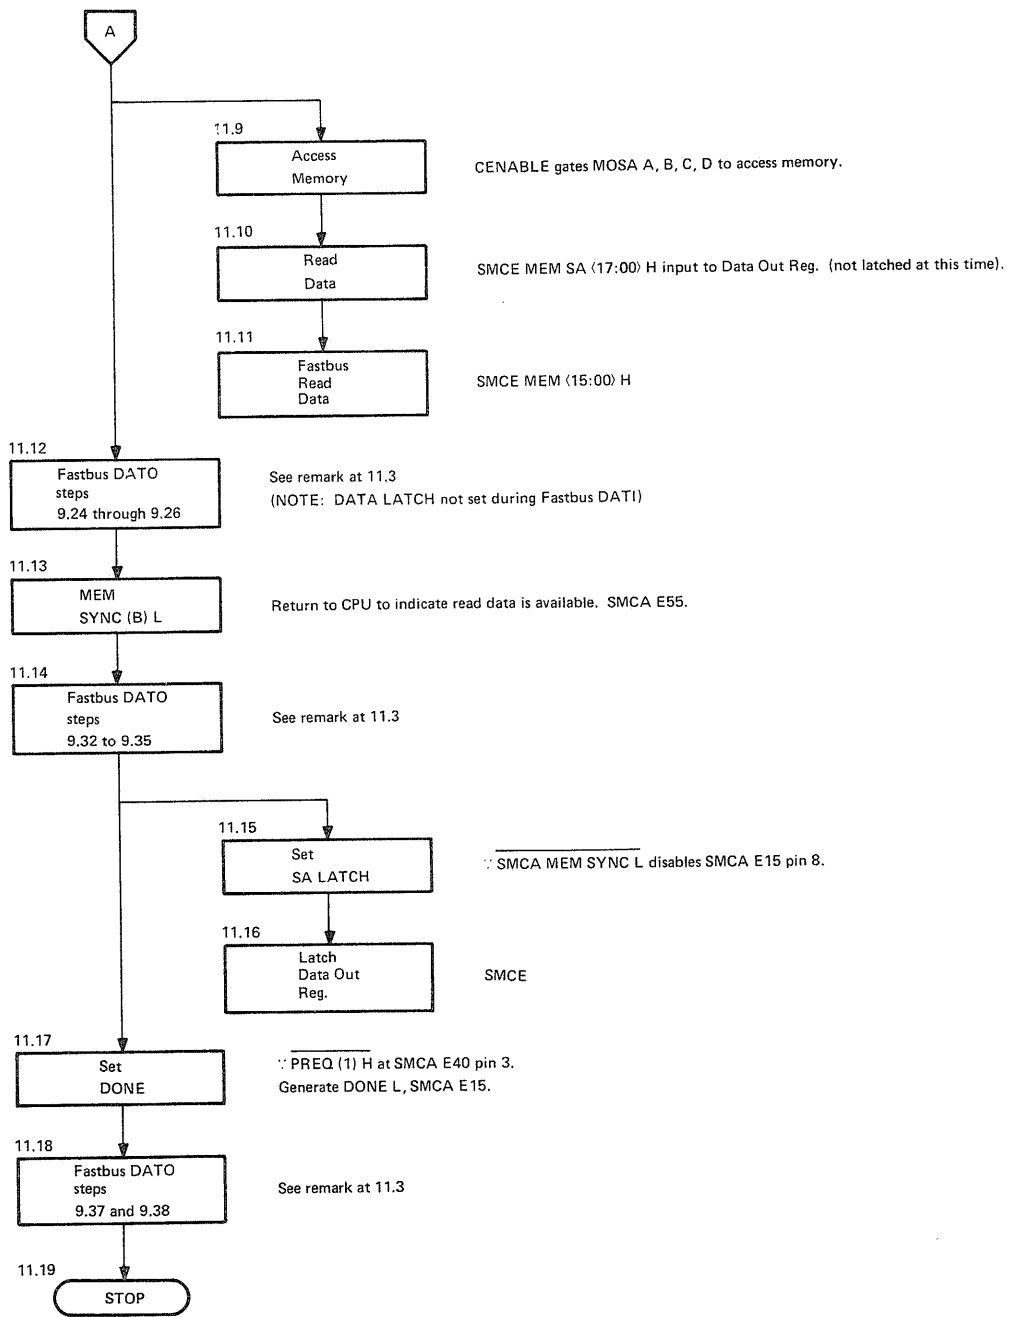 A
11.9
Access
Memory
CENABLE gates MOSA A, B, C, D to access memory.
11.10
Read
Data
SMCE MEM SA ⟨17:00⟩ H input to Data Out Reg. (not latched at this time).
11.11
Fastbus
Read
Data
SMCE MEM ⟨15:00⟩ H
11.12
Fastbus DATO
steps
9.24 through 9.26
See remark at 11.3
(NOTE: DATA LATCH not set during Fastbus DATI)
11.13
MEM
SYNC (B) L
Return to CPU to indicate read data is available. SMCA E55.
11.14
Fastbus DATO
steps
9.32 to 9.35
See remark at 11.3
11.15
Set
SA LATCH
∵ SMCA MEM SYNC L disables SMCA E15 pin 8.
11.16
Latch
Data Out
Reg.
SMCE
11.17
Set
DONE
∵ PREQ (1) H at SMCA E40 pin 3.
Generate DONE L, SMCA E15.
11.18
Fastbus DATO
steps
9.37 and 9.38
See remark at 11.3
11.19
STOP